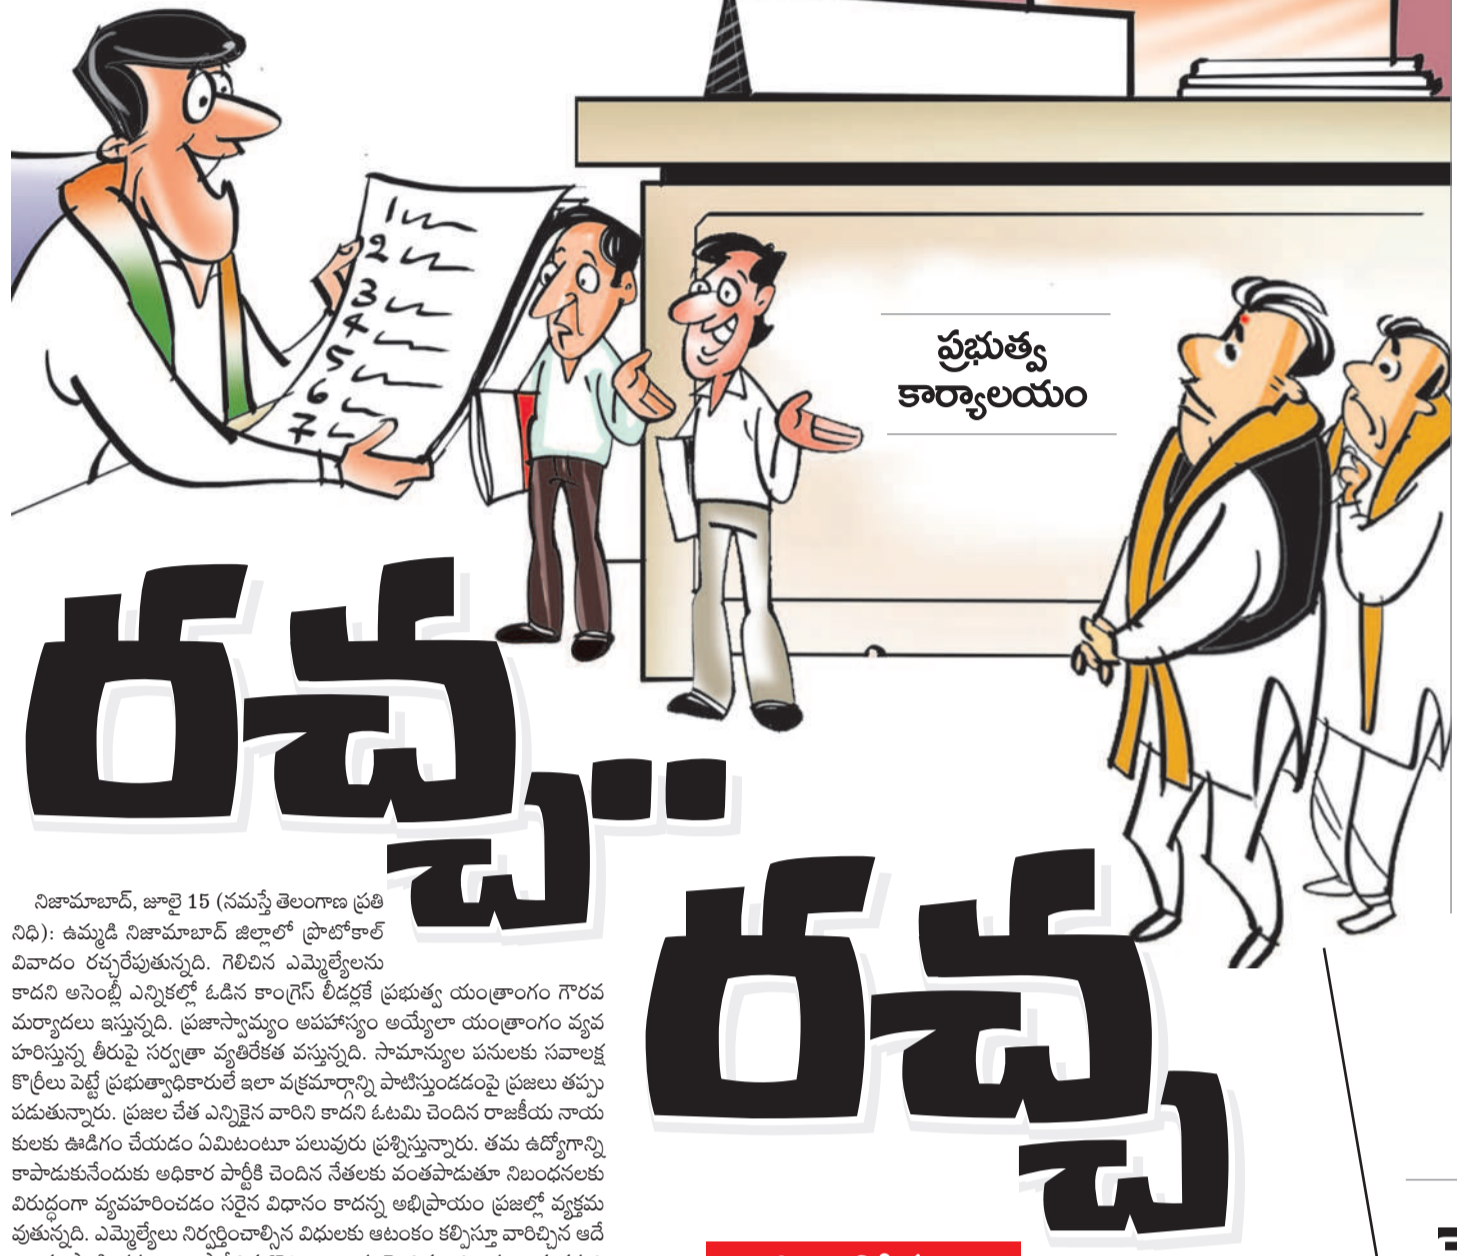 1
2
3
4
5
6
7
ప్రభుత్వ
కార్యాలయం
రచ్చ..
రచ్చ
నిజామాబాద్, జూలై 15 (నమస్తే తెలంగాణ ప్రతి
నిధి): ఉమ్మడి నిజామాబాద్ జిల్లాలో ప్రొటోకాల్
వివాదం రచ్చరేపుతున్నది. గెలిచిన ఎమ్మెల్యేలను
కాదని అసెంబ్లీ ఎన్నికల్లో ఓడిన కాంగ్రెస్ లీడర్లకే ప్రభుత్వ యంత్రాంగం గౌరవ
మర్యాదలు ఇస్తున్నది. ప్రజాస్వామ్యం అపహాస్యం అయ్యేలా యంత్రాంగం వ్యవ
హరిస్తున్న తీరుపై సర్వత్రా వ్యతిరేకత వస్తున్నది. సామాన్యుల పనులకు సవాలక్ష
కొర్రీలు పెట్టే ప్రభుత్వాధికారులే ఇలా వక్రమార్గాన్ని పాటిస్తుండడంపై ప్రజలు తప్పు
పడుతున్నారు. ప్రజల చేత ఎన్నికైన వారిని కాదని ఓటమి చెందిన రాజకీయ నాయ
కులకు ఊడిగం చేయడం ఏమిటంటూ పలువురు ప్రశ్నిస్తున్నారు. తమ ఉద్యోగాన్ని
కాపాడుకునేందుకు అధికార పార్టీకి చెందిన నేతలకు వంతపాడుతూ నిబంధనలకు
విరుద్ధంగా వ్యవహరించడం సరైన విధానం కాదన్న అభిప్రాయం ప్రజల్లో వ్యక్తమ
వుతున్నది. ఎమ్మెల్యేలు నిర్వర్తించాల్సిన విధులకు ఆటంకం కల్పిస్తూ వారిచ్చిన ఆదే